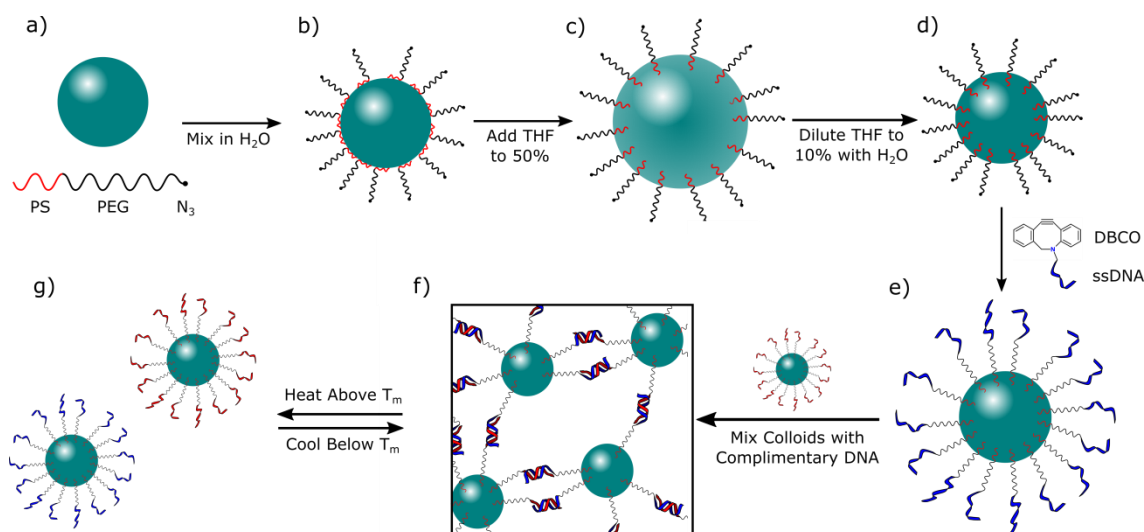 a)
b)
c)
d)
Mix in H₂O
Add THF
to 50%
Dilute THF to
10% with H₂O
PS
PEG
N₃
DBCO
ssDNA
N
g)
f)
e)
Heat Above Tₘ
Cool Below Tₘ
Mix Colloids with
Complimentary DNA